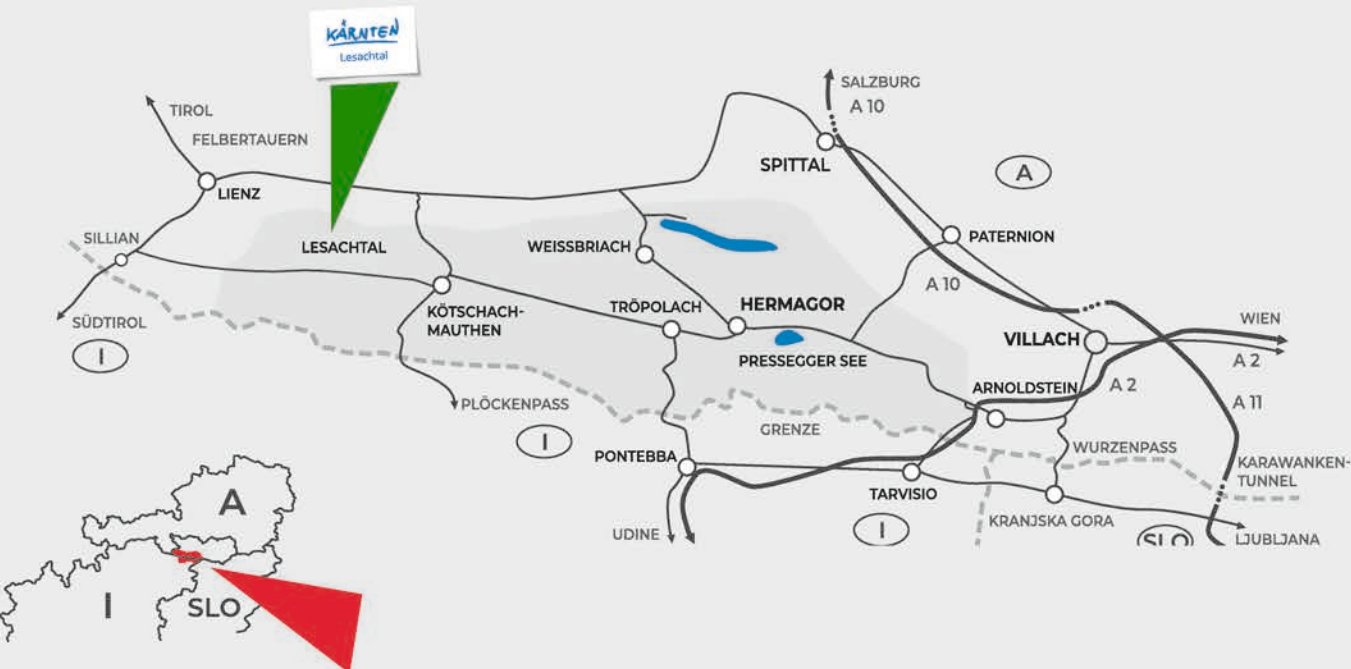 KÄRNTEN
Lesachtal
SALZBURG
A 10
TIROL
FELBERTAUERN
SPITTAL
A
LIENZ
SILLIAN
LESACHTAL
WEISSBRIACH
PATERNION
A 10
SÜDTIROL
I
KÖTSCHACH-
MAUTHEN
TRÖPOLACH
HERMAGOR
PRESSEGGER SEE
VILLACH
WIEN
A 2
ARNOLDSTEIN
A 2
A 11
PLÖCKENPASS
I
GRENZE
WURZENPASS
PONTEBBA
KARAWANKEN-
TUNNEL
TARVISIO
KRANJSKA GORA
UDINE
I
SLO
LJUBLJANA
A
I
SLO